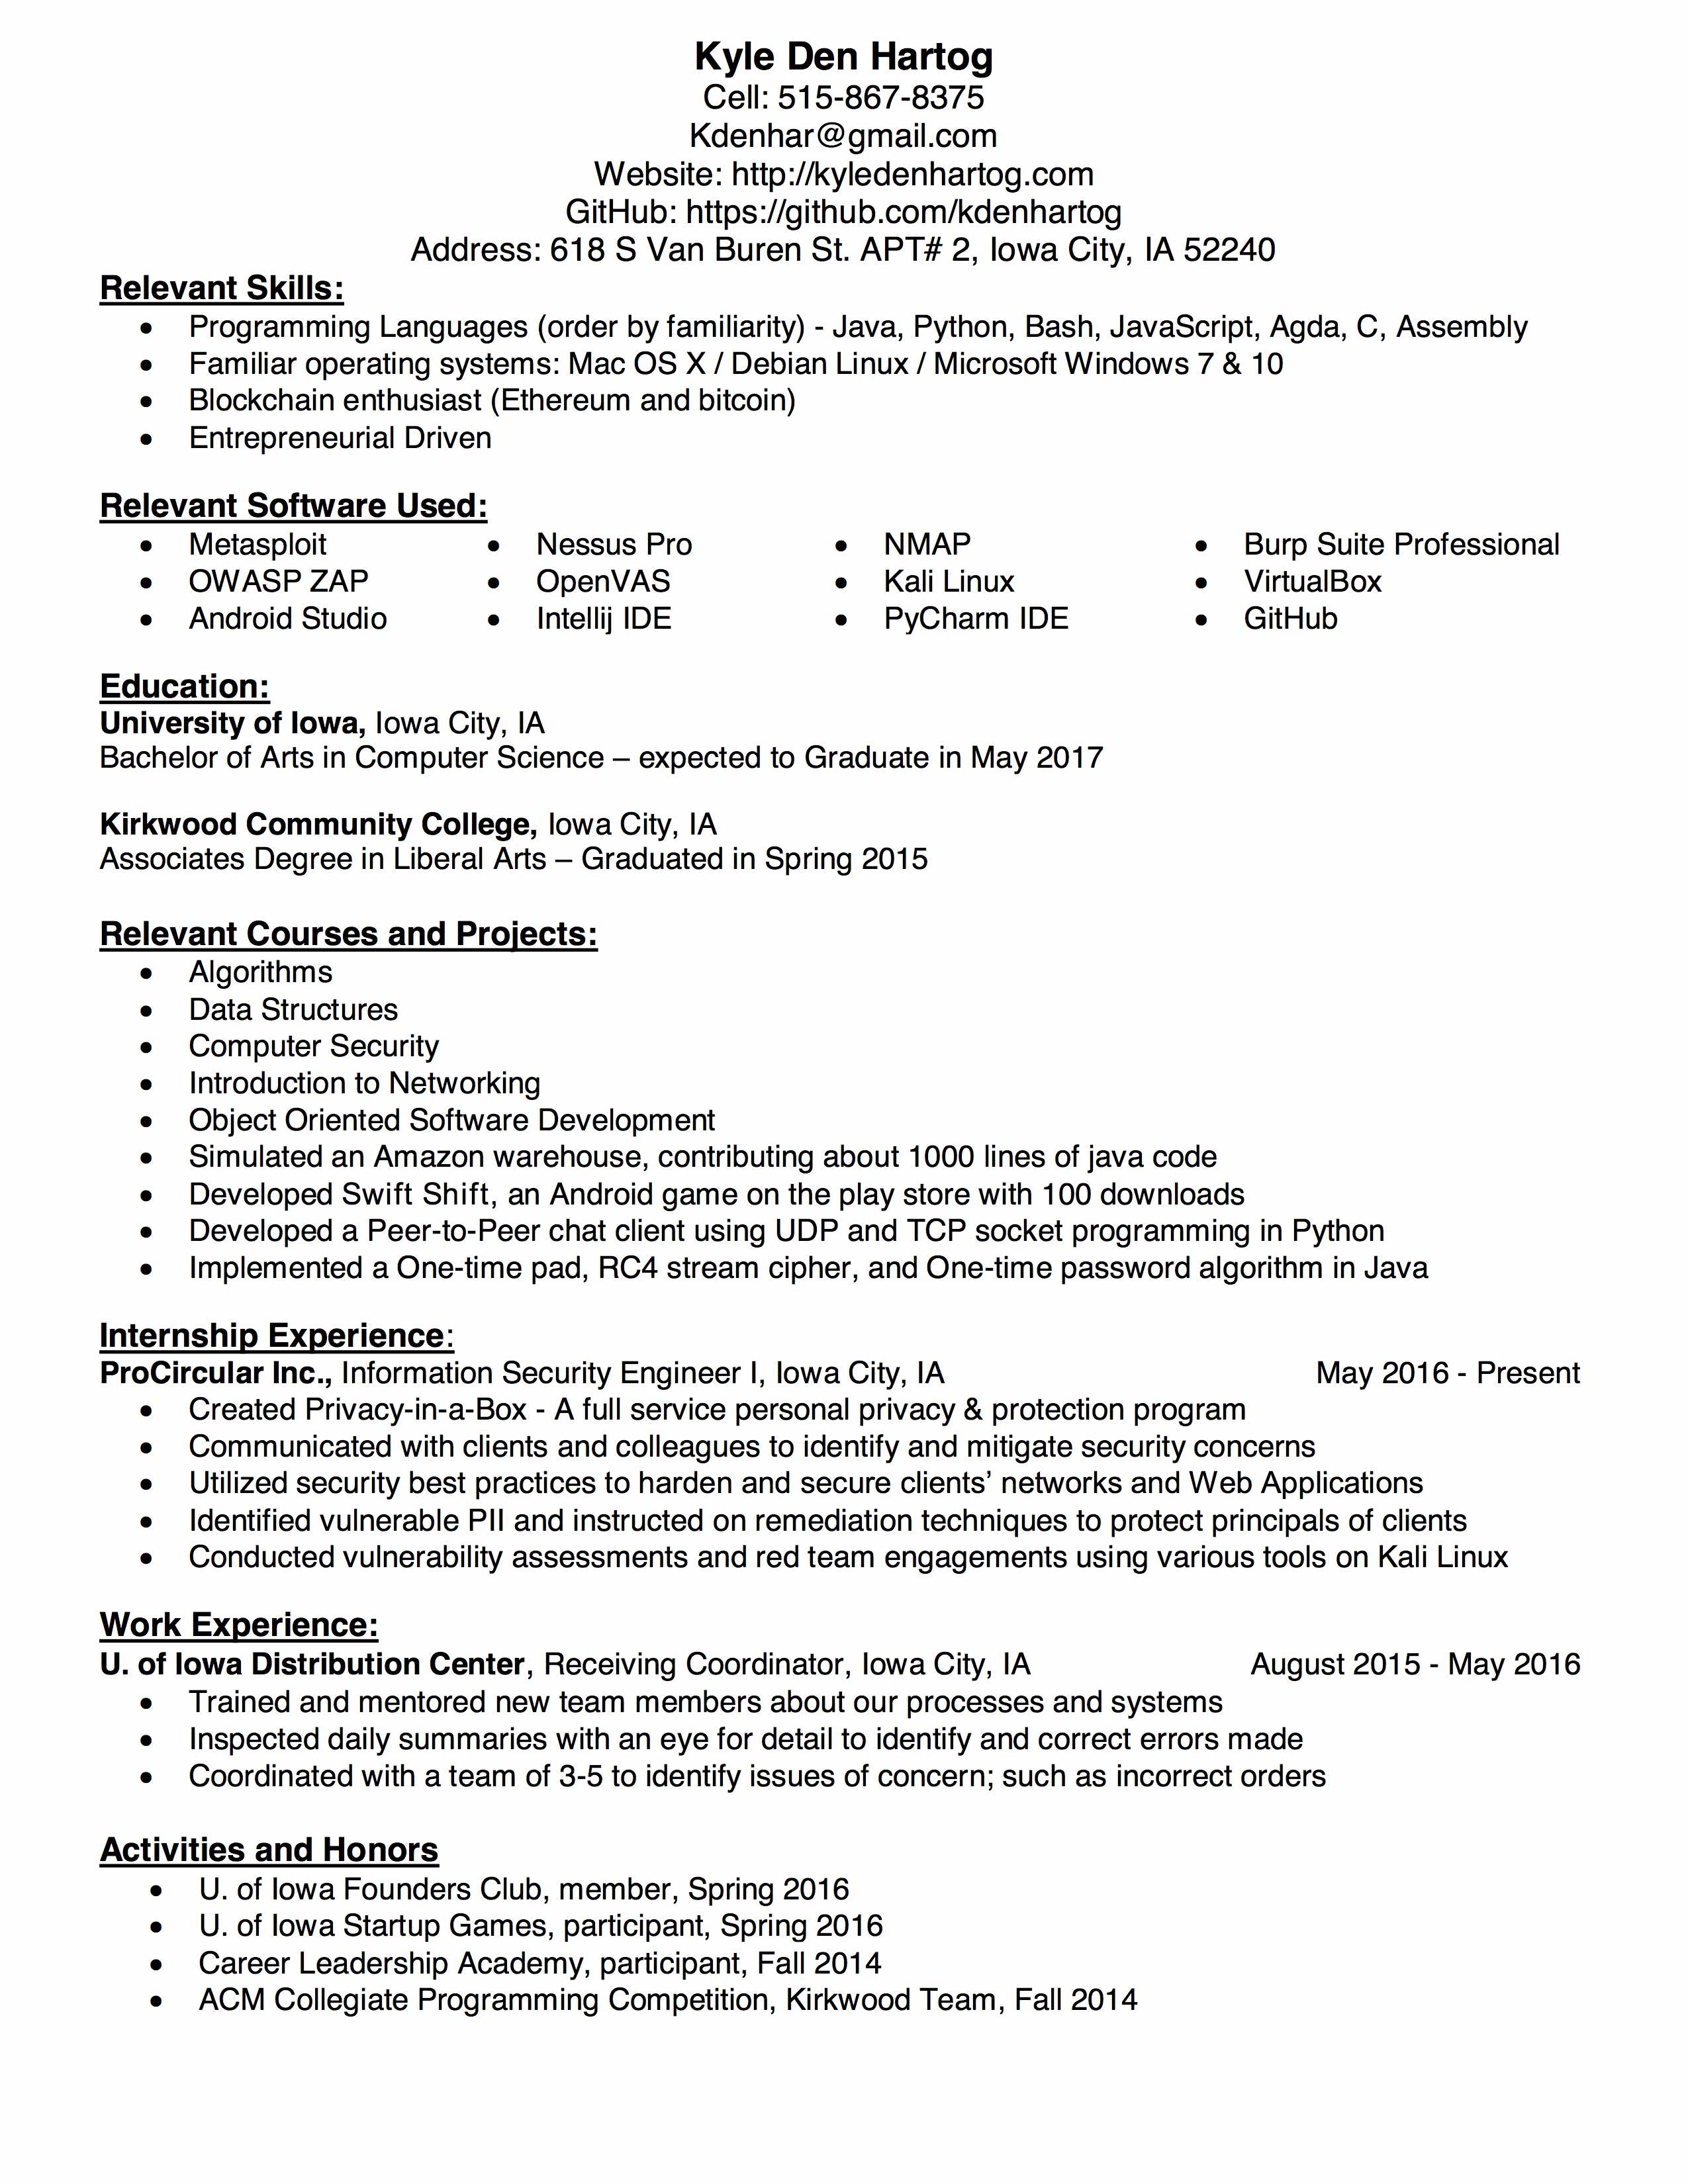 Kyle Den Hartog
Cell: 515-867-8375
Kdenhar@gmail.com
Website: http://kyledenhartog.com
GitHub: https://github.com/kdenhartog
Address: 618 S Van Buren St. APT# 2, Iowa City, IA 52240
Relevant Skills:
• Programming Languages (order by familiarity) - Java, Python, Bash, JavaScript, Agda, C, Assembly
• Familiar operating systems: Mac OS X / Debian Linux / Microsoft Windows 7 & 10
• Blockchain enthusiast (Ethereum and bitcoin)
• Entrepreneurial Driven
Relevant Software Used:
• Metasploit • Nessus Pro • NMAP • Burp Suite Professional
• OWASP ZAP • OpenVAS • Kali Linux • VirtualBox
• Android Studio • Intellij IDE • PyCharm IDE • GitHub
Education:
University of Iowa, Iowa City, IA
Bachelor of Arts in Computer Science – expected to Graduate in May 2017
Kirkwood Community College, Iowa City, IA
Associates Degree in Liberal Arts – Graduated in Spring 2015
Relevant Courses and Projects:
• Algorithms
• Data Structures
• Computer Security
• Introduction to Networking
• Object Oriented Software Development
• Simulated an Amazon warehouse, contributing about 1000 lines of java code
• Developed Swift Shift, an Android game on the play store with 100 downloads
• Developed a Peer-to-Peer chat client using UDP and TCP socket programming in Python
• Implemented a One-time pad, RC4 stream cipher, and One-time password algorithm in Java
Internship Experience:
ProCircular Inc., Information Security Engineer I, Iowa City, IA May 2016 - Present
• Created Privacy-in-a-Box - A full service personal privacy & protection program
• Communicated with clients and colleagues to identify and mitigate security concerns
• Utilized security best practices to harden and secure clients’ networks and Web Applications
• Identified vulnerable PII and instructed on remediation techniques to protect principals of clients
• Conducted vulnerability assessments and red team engagements using various tools on Kali Linux
Work Experience:
U. of Iowa Distribution Center, Receiving Coordinator, Iowa City, IA August 2015 - May 2016
• Trained and mentored new team members about our processes and systems
• Inspected daily summaries with an eye for detail to identify and correct errors made
• Coordinated with a team of 3-5 to identify issues of concern; such as incorrect orders
Activities and Honors
• U. of Iowa Founders Club, member, Spring 2016
• U. of Iowa Startup Games, participant, Spring 2016
• Career Leadership Academy, participant, Fall 2014
• ACM Collegiate Programming Competition, Kirkwood Team, Fall 2014